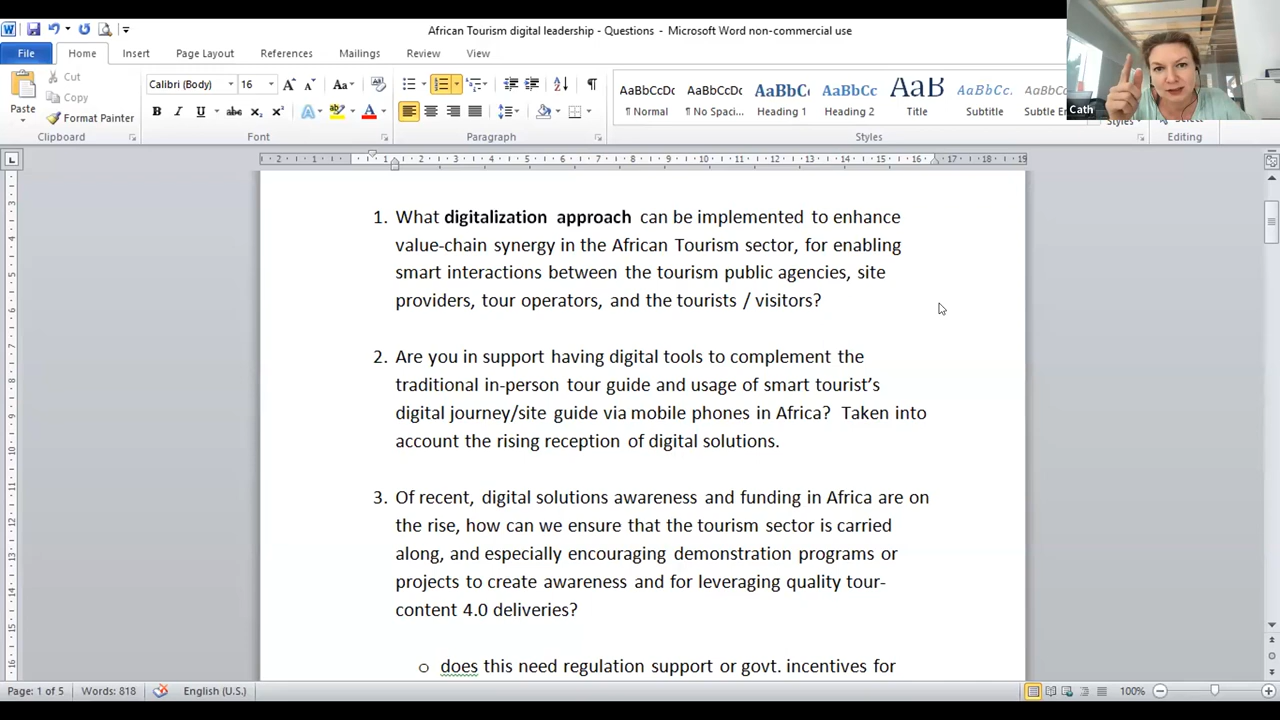 African Tourism digital leadership - Questions - Microsoft Word non-commercial use
File Home Insert Page Layout References Mailings Review View
Paste
Cut
Copy
Format Painter
Calibri (Body) 16
AaBbCcDc AaBbCcDc AaBbC AaBbCc AaB AaBbCc. AaBbCcDc
¶ Normal ¶ No Spaci... Heading 1 Heading 2 Title Subtitle Subtle En
Styles
Cath
Clipboard Font Paragraph Styles Editing
1. What digitalization approach can be implemented to enhance
value-chain synergy in the African Tourism sector, for enabling
smart interactions between the tourism public agencies, site
providers, tour operators, and the tourists / visitors?
2. Are you in support having digital tools to complement the
traditional in-person tour guide and usage of smart tourist’s
digital journey/site guide via mobile phones in Africa? Taken into
account the rising reception of digital solutions.
3. Of recent, digital solutions awareness and funding in Africa are on
the rise, how can we ensure that the tourism sector is carried
along, and especially encouraging demonstration programs or
projects to create awareness and for leveraging quality tour-
content 4.0 deliveries?
o does this need regulation support or govt. incentives for
Page: 1 of 5 Words: 818 English (U.S.) 100%